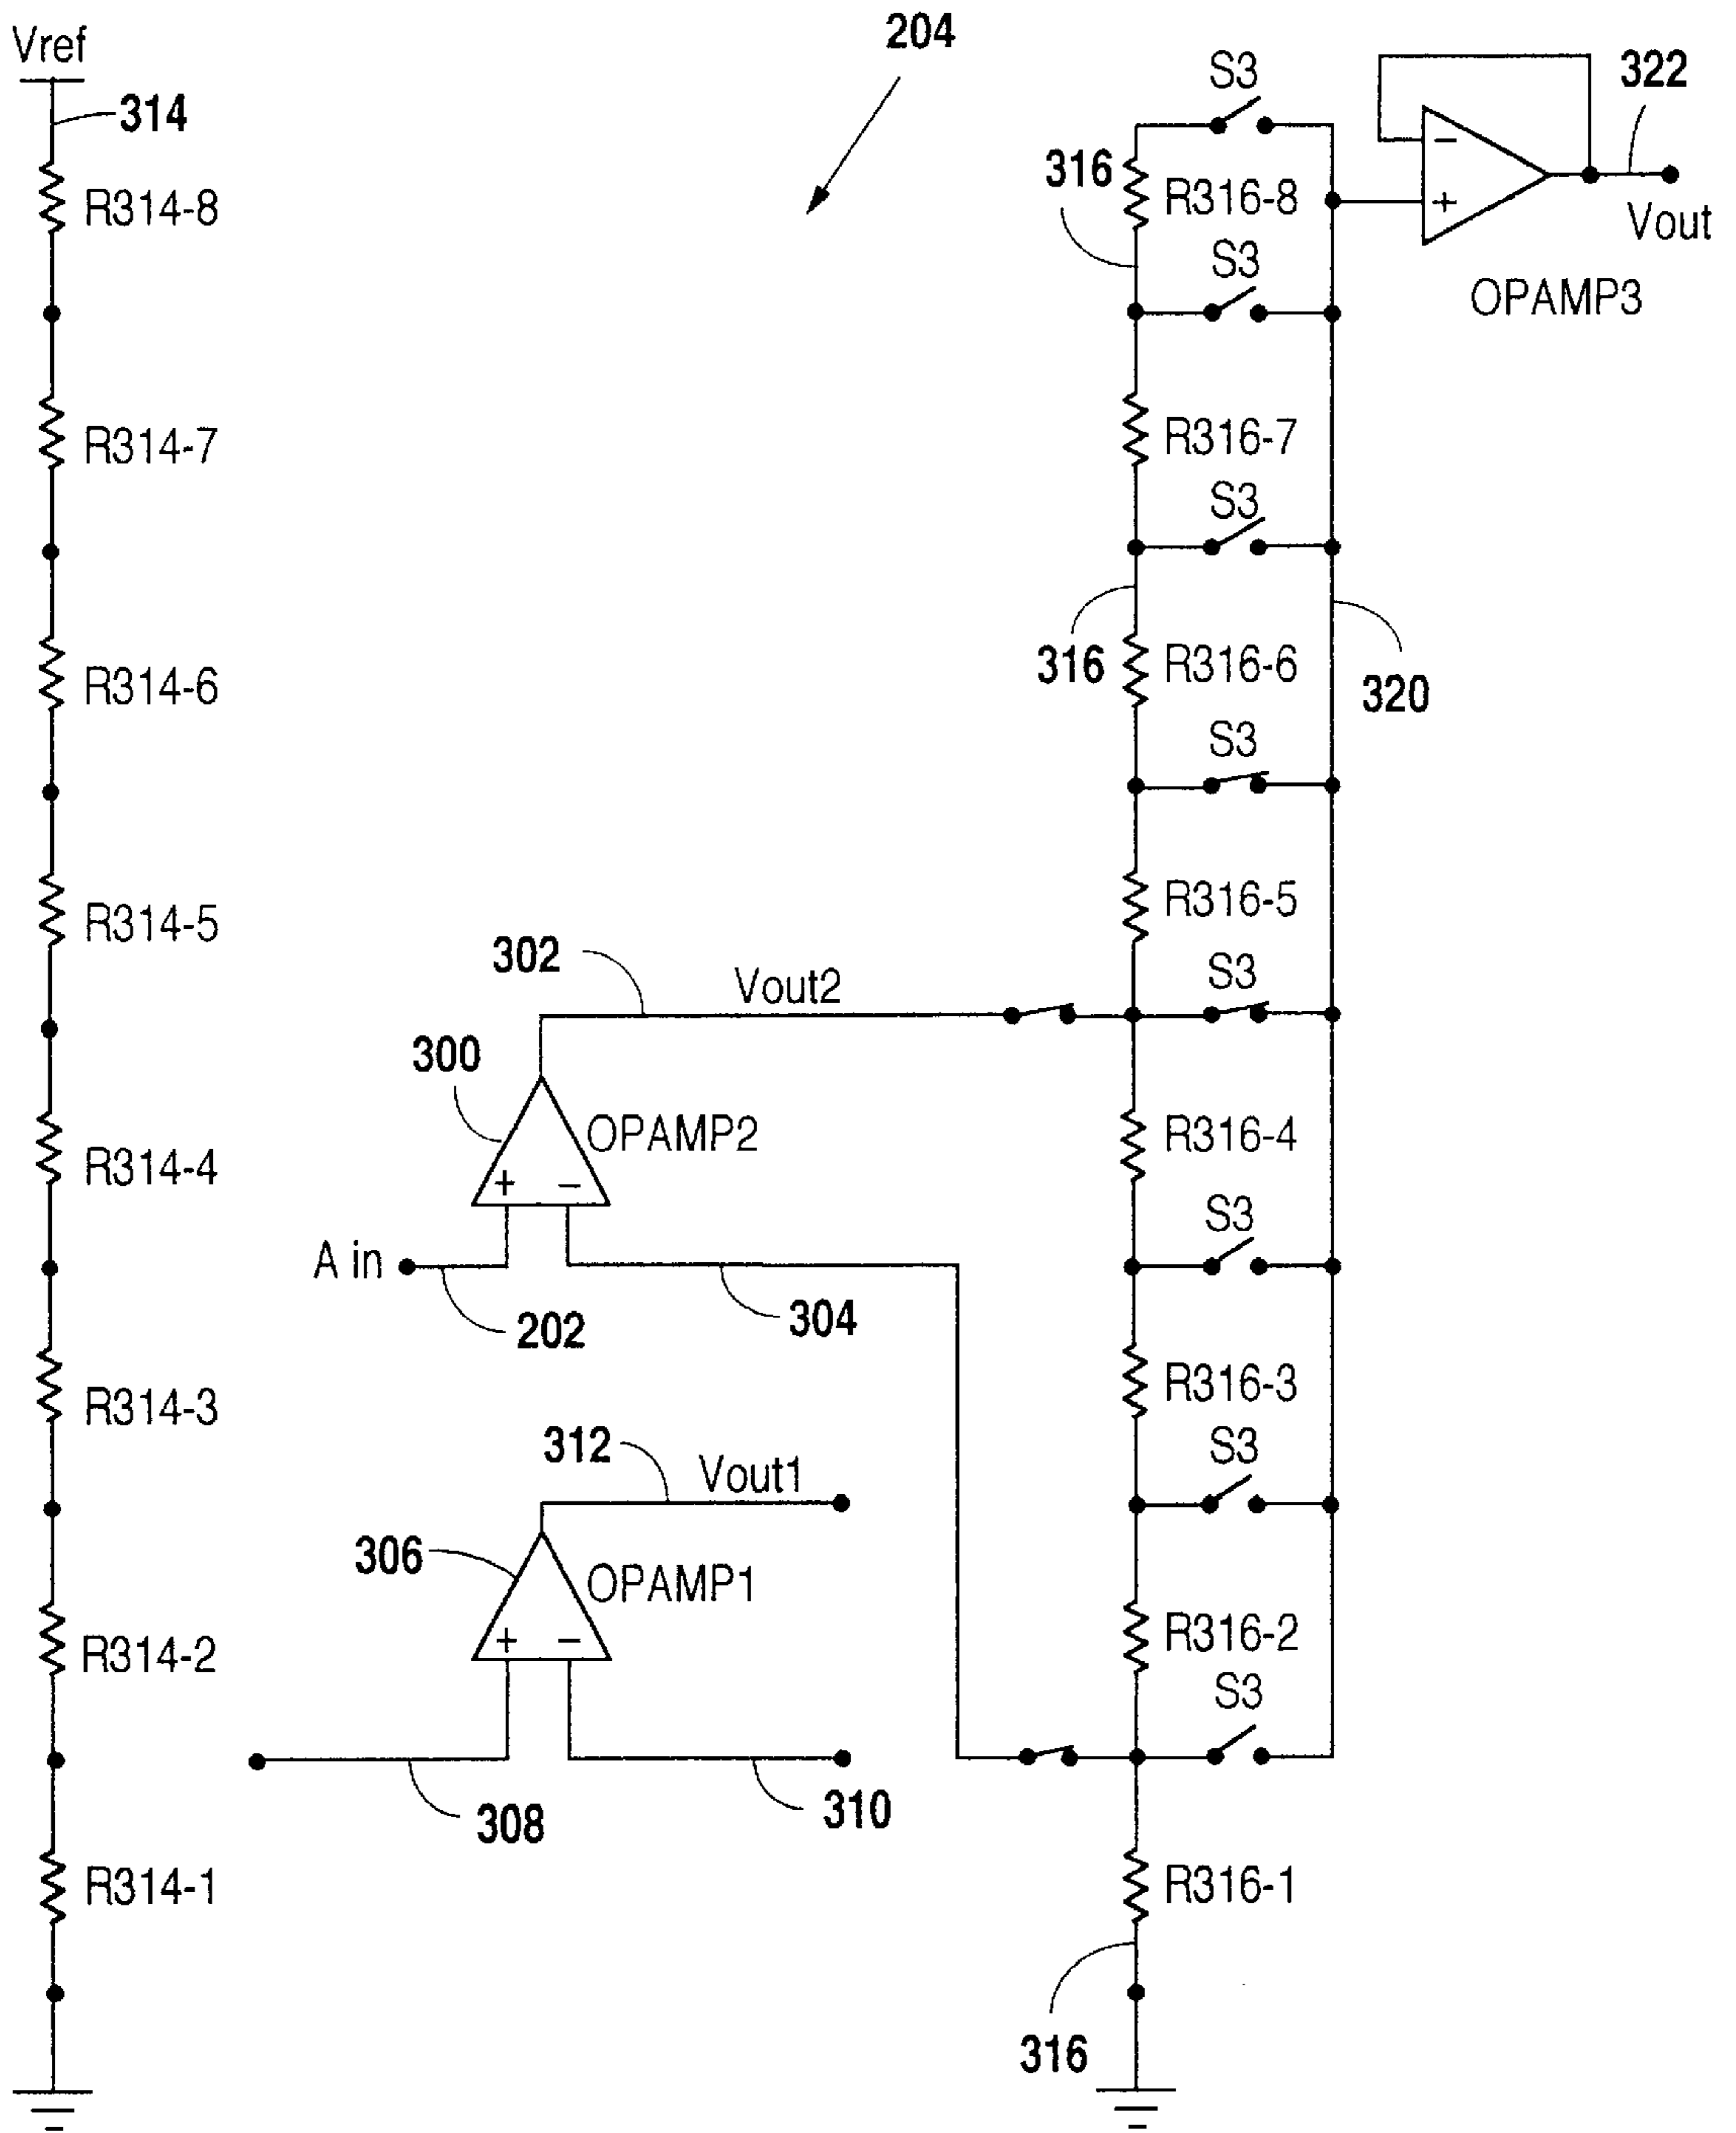 Vref
204
314
S3
322
316
R314-8
R316-8
−
+
Vout
S3
OPAMP3
R314-7
R316-7
S3
316
R314-6
R316-6
320
S3
R314-5
R316-5
302
Vout2
S3
300
OPAMP2
R314-4
R316-4
+ −
S3
A in
202
304
R314-3
R316-3
312
Vout1
S3
306
OPAMP1
+ −
R314-2
R316-2
S3
308
310
R314-1
R316-1
316